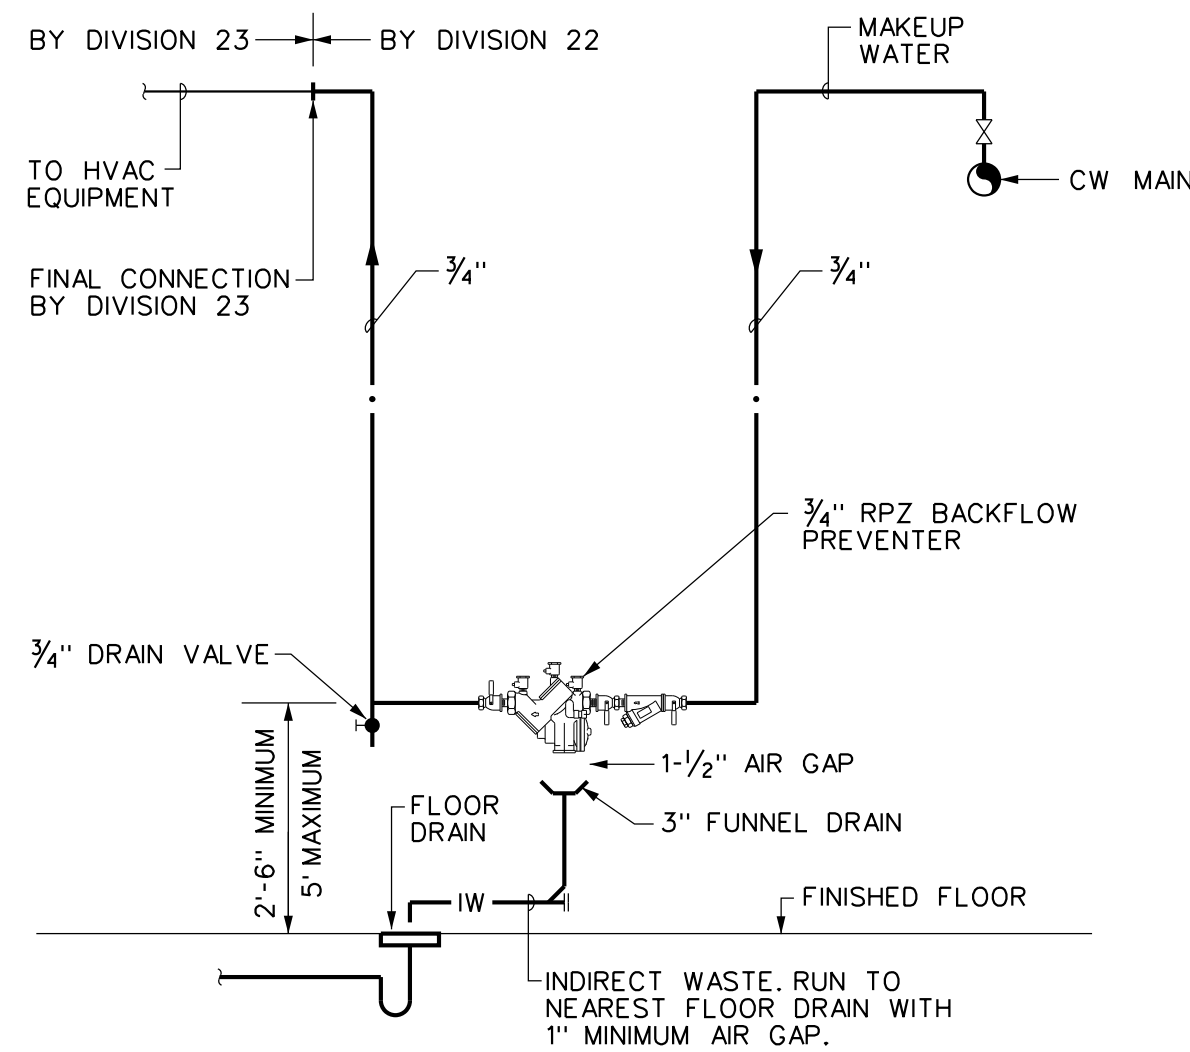 BY DIVISION 23
BY DIVISION 22
MAKEUP
WATER
TO HVAC
EQUIPMENT
CW MAIN
FINAL CONNECTION
BY DIVISION 23
3/4"
3/4"
3/4" RPZ BACKFLOW
PREVENTER
3/4" DRAIN VALVE
2'-6" MINIMUM
5' MAXIMUM
1-1/2" AIR GAP
FLOOR
DRAIN
3" FUNNEL DRAIN
IW
FINISHED FLOOR
INDIRECT WASTE. RUN TO
NEAREST FLOOR DRAIN WITH
1" MINIMUM AIR GAP.